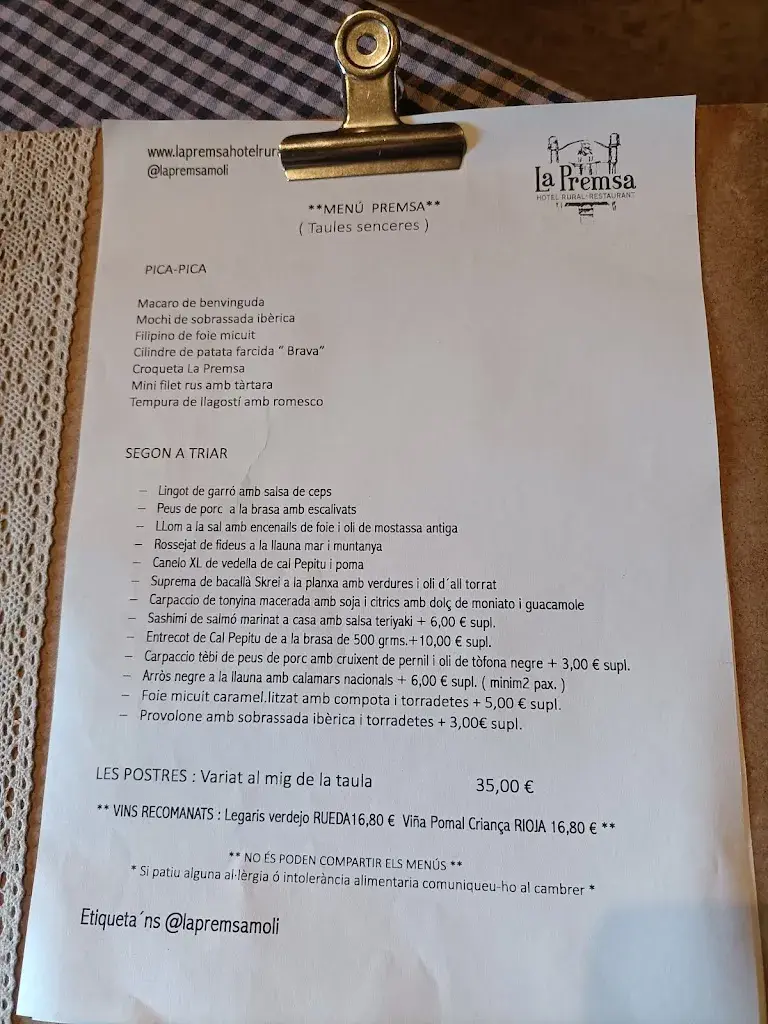 www.lapremsahotelrur
@lapremsamoli
La Premsa
HOTEL RURAL-RESTAURANT
**MENÚ PREMSA**
( Taules senceres )
PICA-PICA
Macaro de benvinguda
Mochi de sobrassada ibèrica
Filipino de foie micuit
Cilindre de patata farcida “ Brava”
Croqueta La Premsa
Mini filet rus amb tàrtara
Tempura de llagostí amb romesco
SEGON A TRIAR
– Lingot de garró amb salsa de ceps
– Peus de porc a la brasa amb escalivats
– LLom a la sal amb encenalls de foie i oli de mostassa antiga
– Rossejat de fideus a la llauna mar i muntanya
– Canelo XL de vedella de cal Pepitu i poma
– Suprema de bacallà Skrei a la planxa amb verdures i oli d´all torrat
– Carpaccio de tonyina macerada amb soja i citrics amb dolç de moniato i guacamole
– Sashimi de salmó marinat a casa amb salsa teriyaki + 6,00 € supl.
– Entrecot de Cal Pepitu de a la brasa de 500 grms.+10,00 € supl.
– Carpaccio tèbi de peus de porc amb cruixent de pernil i oli de tòfona negre + 3,00 € supl.
– Arròs negre a la llauna amb calamars nacionals + 6,00 € supl. ( minim2 pax. )
– Foie micuit caramel.litzat amb compota i torradetes + 5,00 € supl.
– Provolone amb sobrassada ibèrica i torradetes + 3,00€ supl.
LES POSTRES : Variat al mig de la taula 35,00 €
** VINS RECOMANATS : Legaris verdejo RUEDA16,80 € Viña Pomal Criança RIOJA 16,80 € **
** NO ÉS PODEN COMPARTIR ELS MENÚS **
* Si patiu alguna al·lèrgia ó intolerància alimentaria comuniqueu-ho al cambrer *
Etiqueta´ns @lapremsamoli